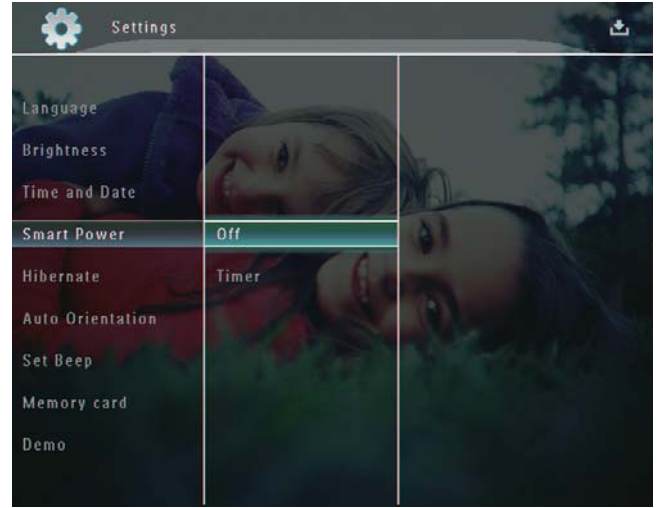 Settings
Language
Brightness
Time and Date
Smart Power
Off
Hibernate
Timer
Auto Orientation
Set Beep
Memory card
Demo